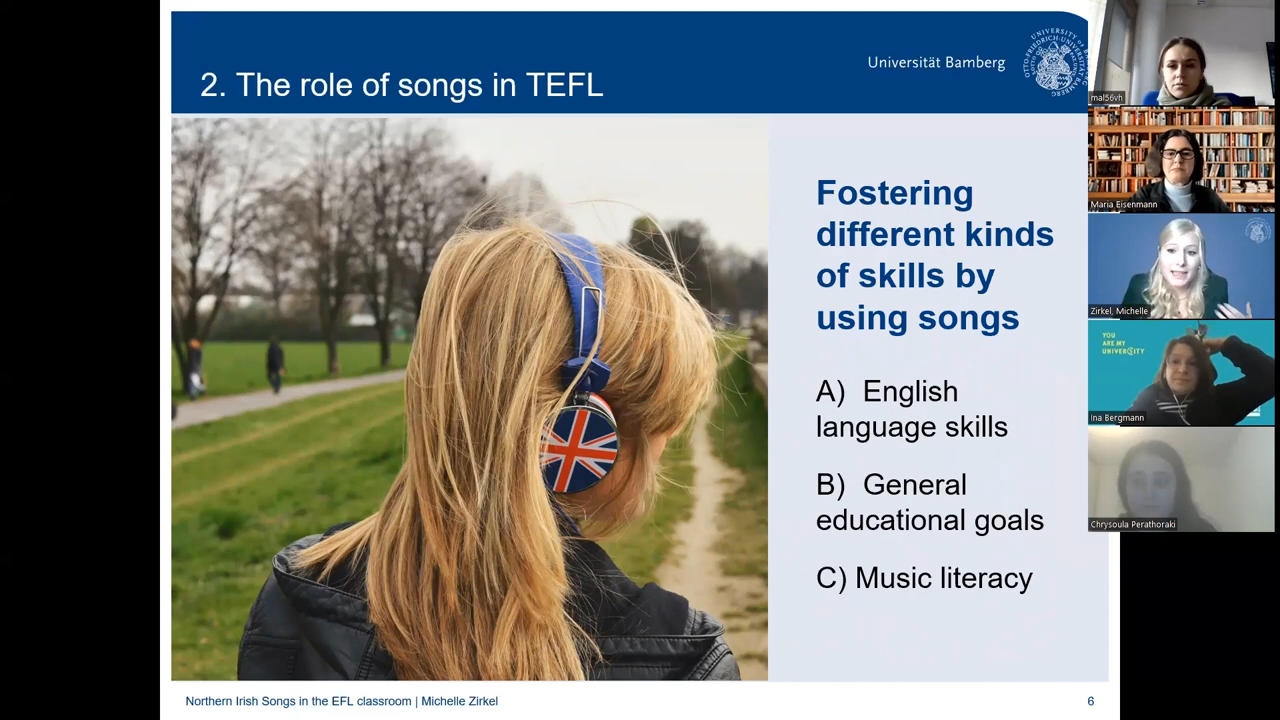 2. The role of songs in TEFL
Universität Bamberg
Fostering
different kinds
of skills by
using songs
A) English
language skills
B) General
educational goals
C) Music literacy
Northern Irish Songs in the EFL classroom | Michelle Zirkel
6
mal56vh
Maria Eisenmann
Zirkel, Michelle
YOU
ARE MY
UNIVERSITY
Ina Bergmann
Chrysoula Perathoraki